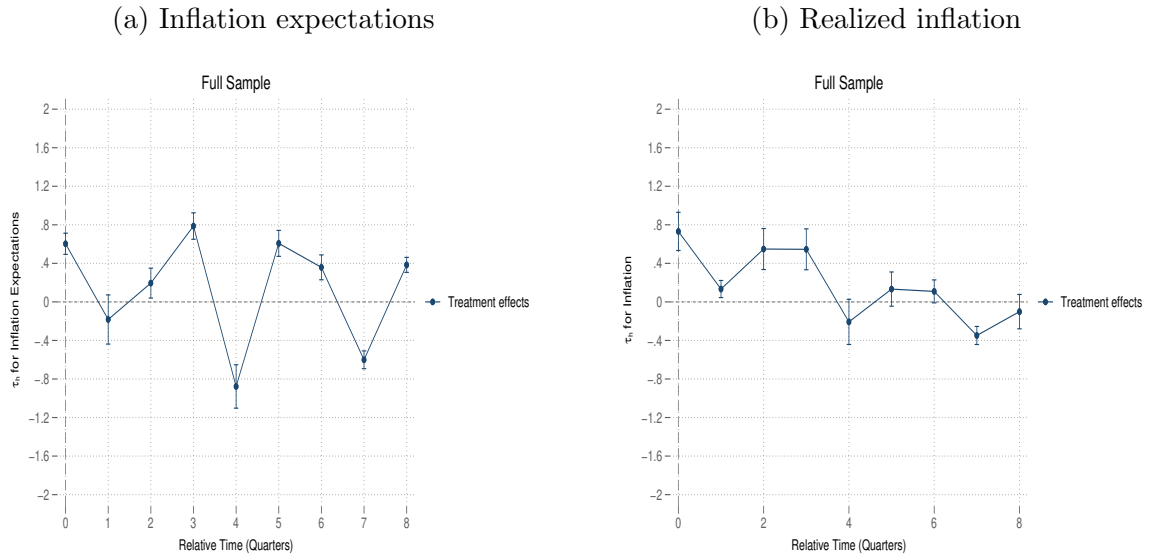 (a) Inflation expectations
(b) Realized inflation
Full Sample
2
1.6
1.2
.8
.4
0
−.4
−.8
−1.2
−1.6
−2
τₕ for Inflation Expectations
0 1 2 3 4 5 6 7 8
Relative Time (Quarters)
Treatment effects
Full Sample
2
1.6
1.2
.8
.4
0
−.4
−.8
−1.2
−1.6
−2
τₕ for Inflation
0 2 4 6 8
Relative Time (Quarters)
Treatment effects